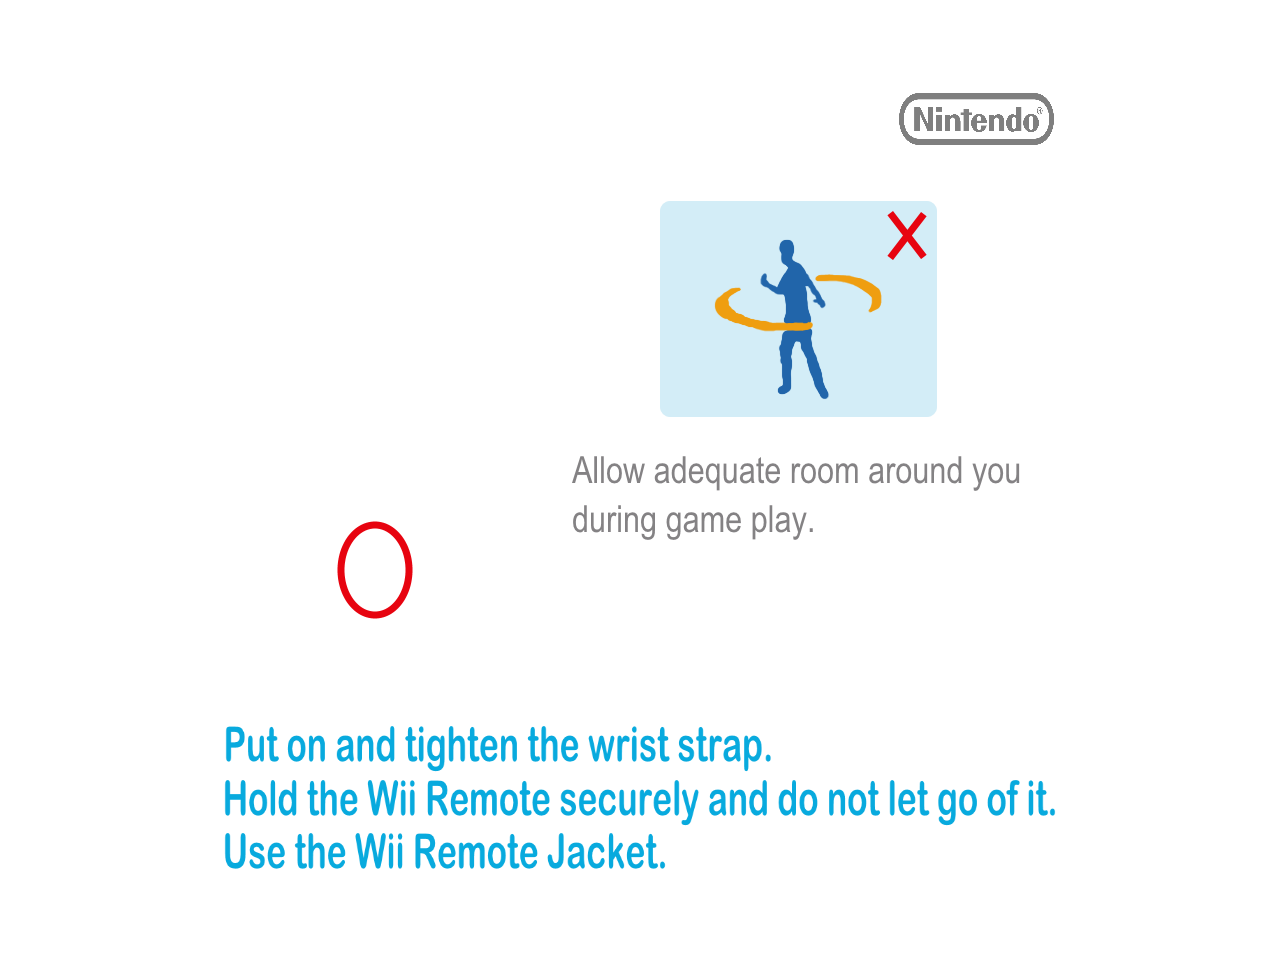 Nintendo®
Allow adequate room around you
during game play.
Put on and tighten the wrist strap.
Hold the Wii Remote securely and do not let go of it.
Use the Wii Remote Jacket.